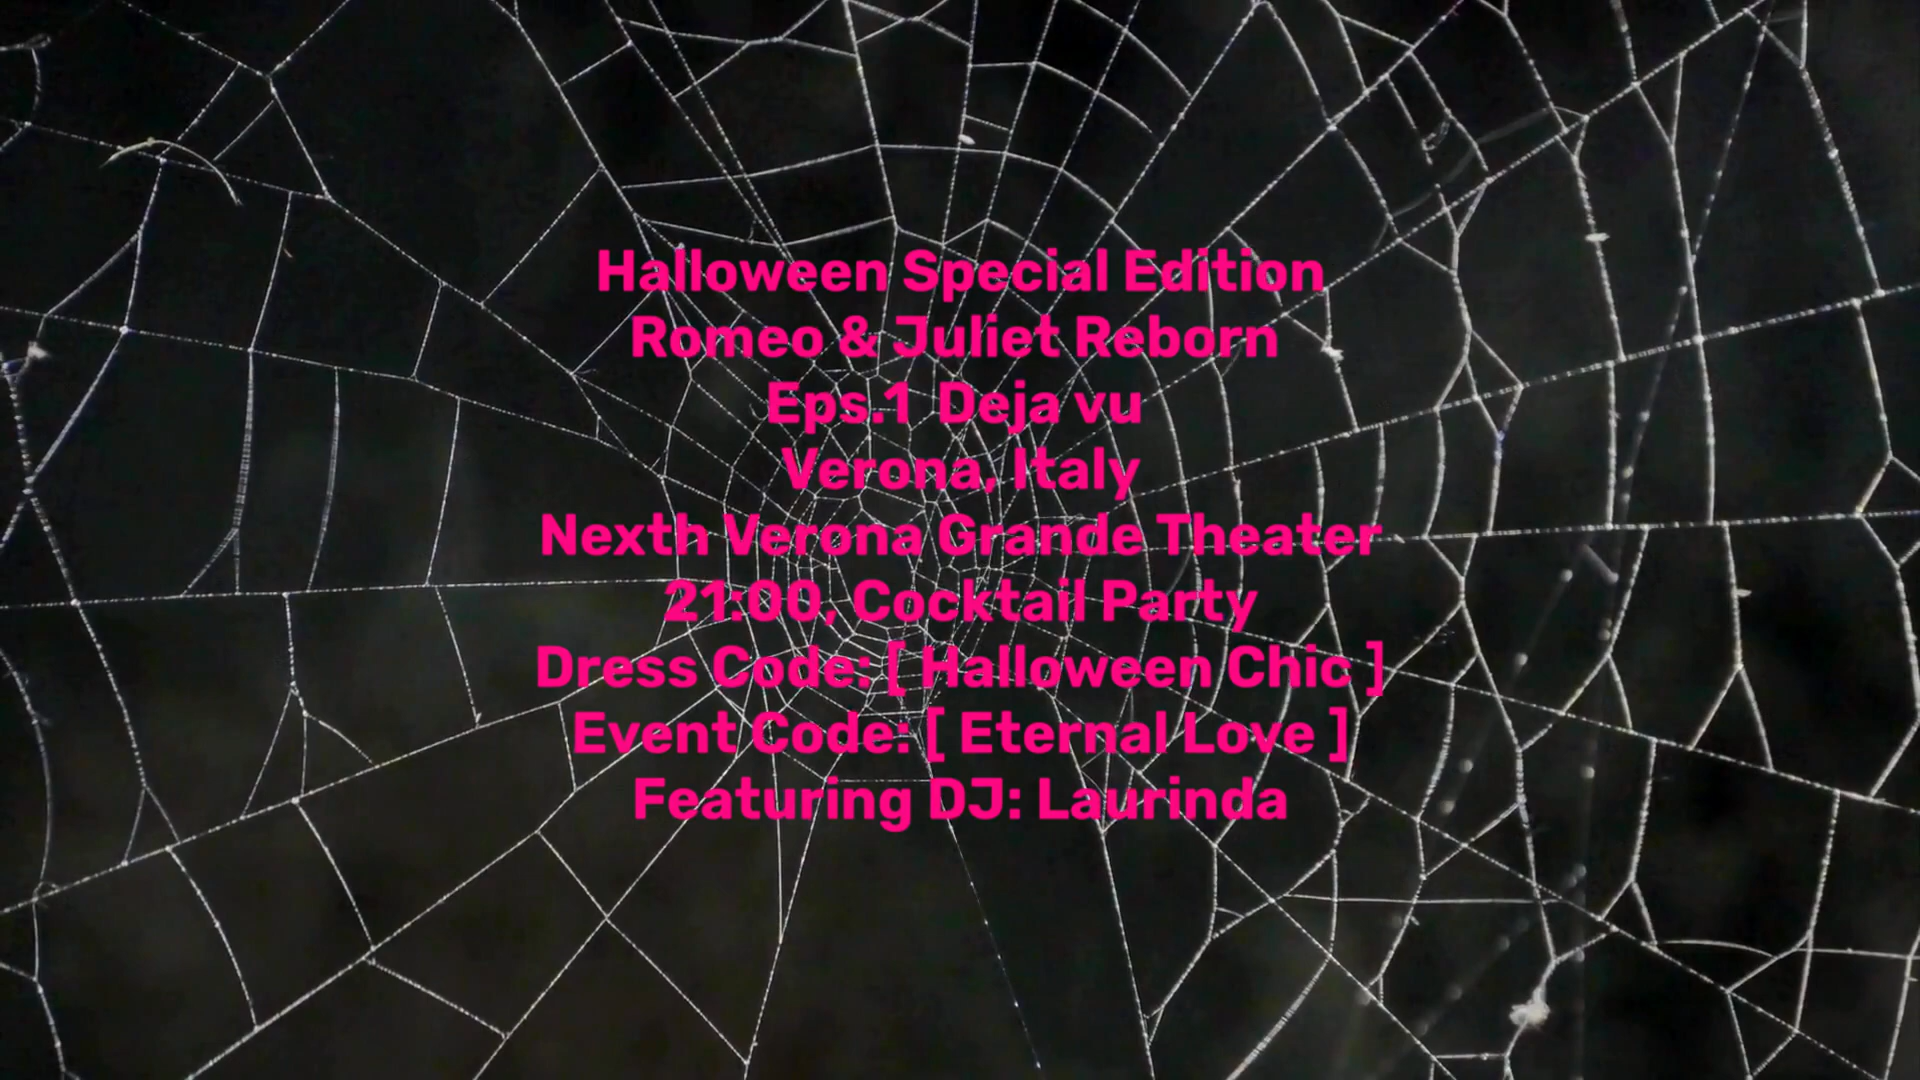 Halloween Special Edition
Romeo & Juliet Reborn
Eps.1 Deja vu
Verona, Italy
Nexth Verona Grande Theater
21:00, Cocktail Party
Dress Code: [ Halloween Chic ]
Event Code: [ Eternal Love ]
Featuring DJ: Laurinda